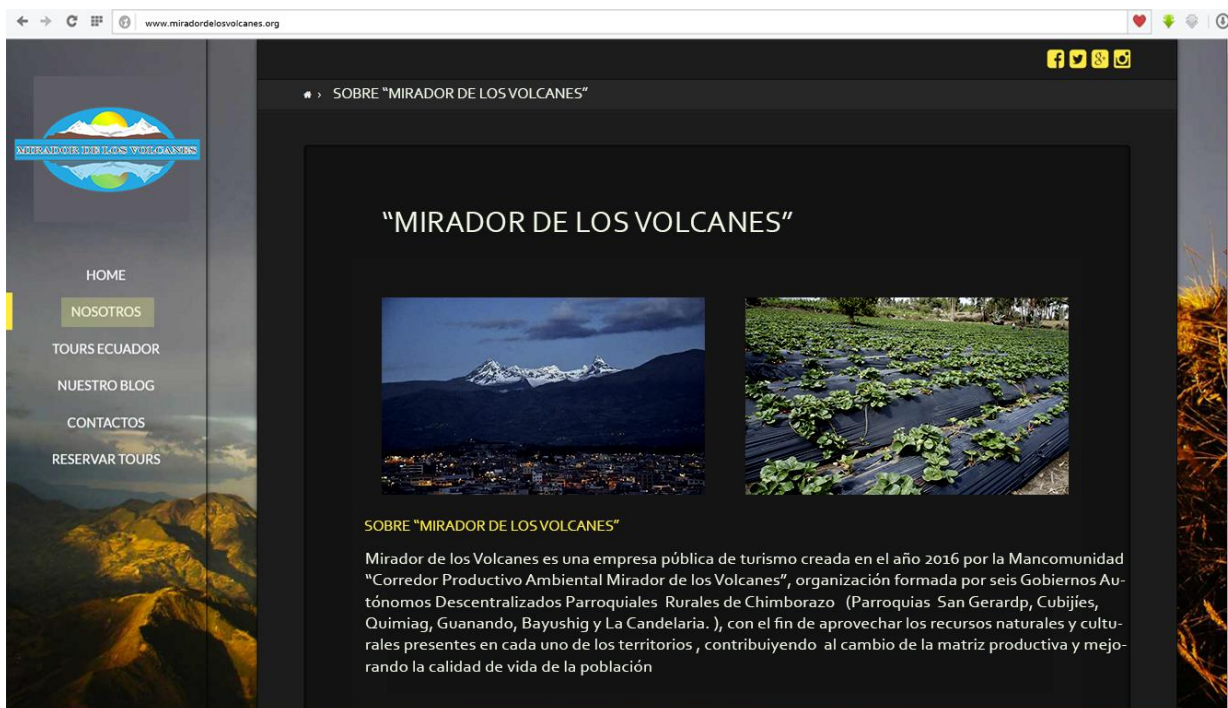 www.miradordelosvolcanes.org
SOBRE “MIRADOR DE LOS VOLCANES”
MIRADOR DE LOS VOLCANES
HOME
NOSOTROS
TOURS ECUADOR
NUESTRO BLOG
CONTACTOS
RESERVAR TOURS
“MIRADOR DE LOS VOLCANES”
SOBRE “MIRADOR DE LOS VOLCANES”
Mirador de los Volcanes es una empresa pública de turismo creada en el año 2016 por la Mancomunidad
“Corredor Productivo Ambiental Mirador de los Volcanes”, organización formada por seis Gobiernos Au-
tónomos Descentralizados Parroquiales Rurales de Chimborazo (Parroquias San Gerardp, Cubijíes,
Quimiag, Guanando, Bayushig y La Candelaria. ), con el fin de aprovechar los recursos naturales y cultu-
rales presentes en cada uno de los territorios , contribuiyendo al cambio de la matriz productiva y mejo-
rando la calidad de vida de la población